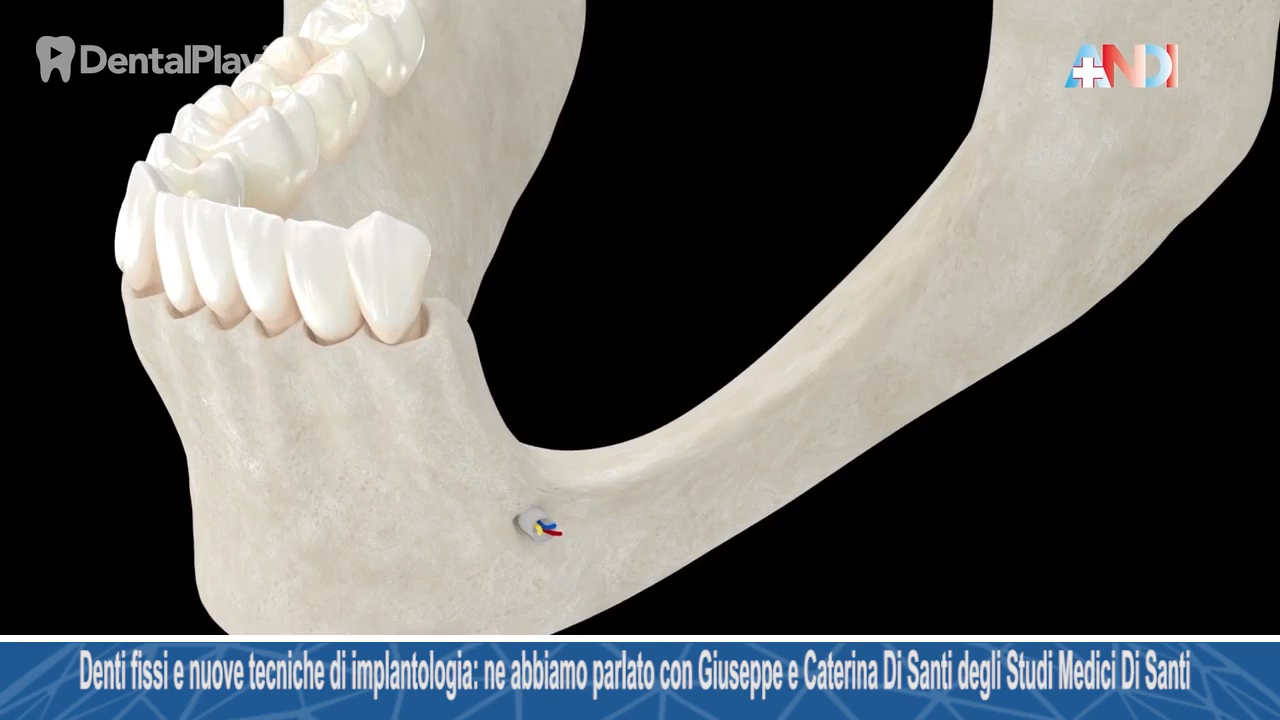 DentalPlay
ANDI
Denti fissi e nuove tecniche di implantologia: ne abbiamo parlato con Giuseppe e Caterina Di Santi degli Studi Medici Di Santi